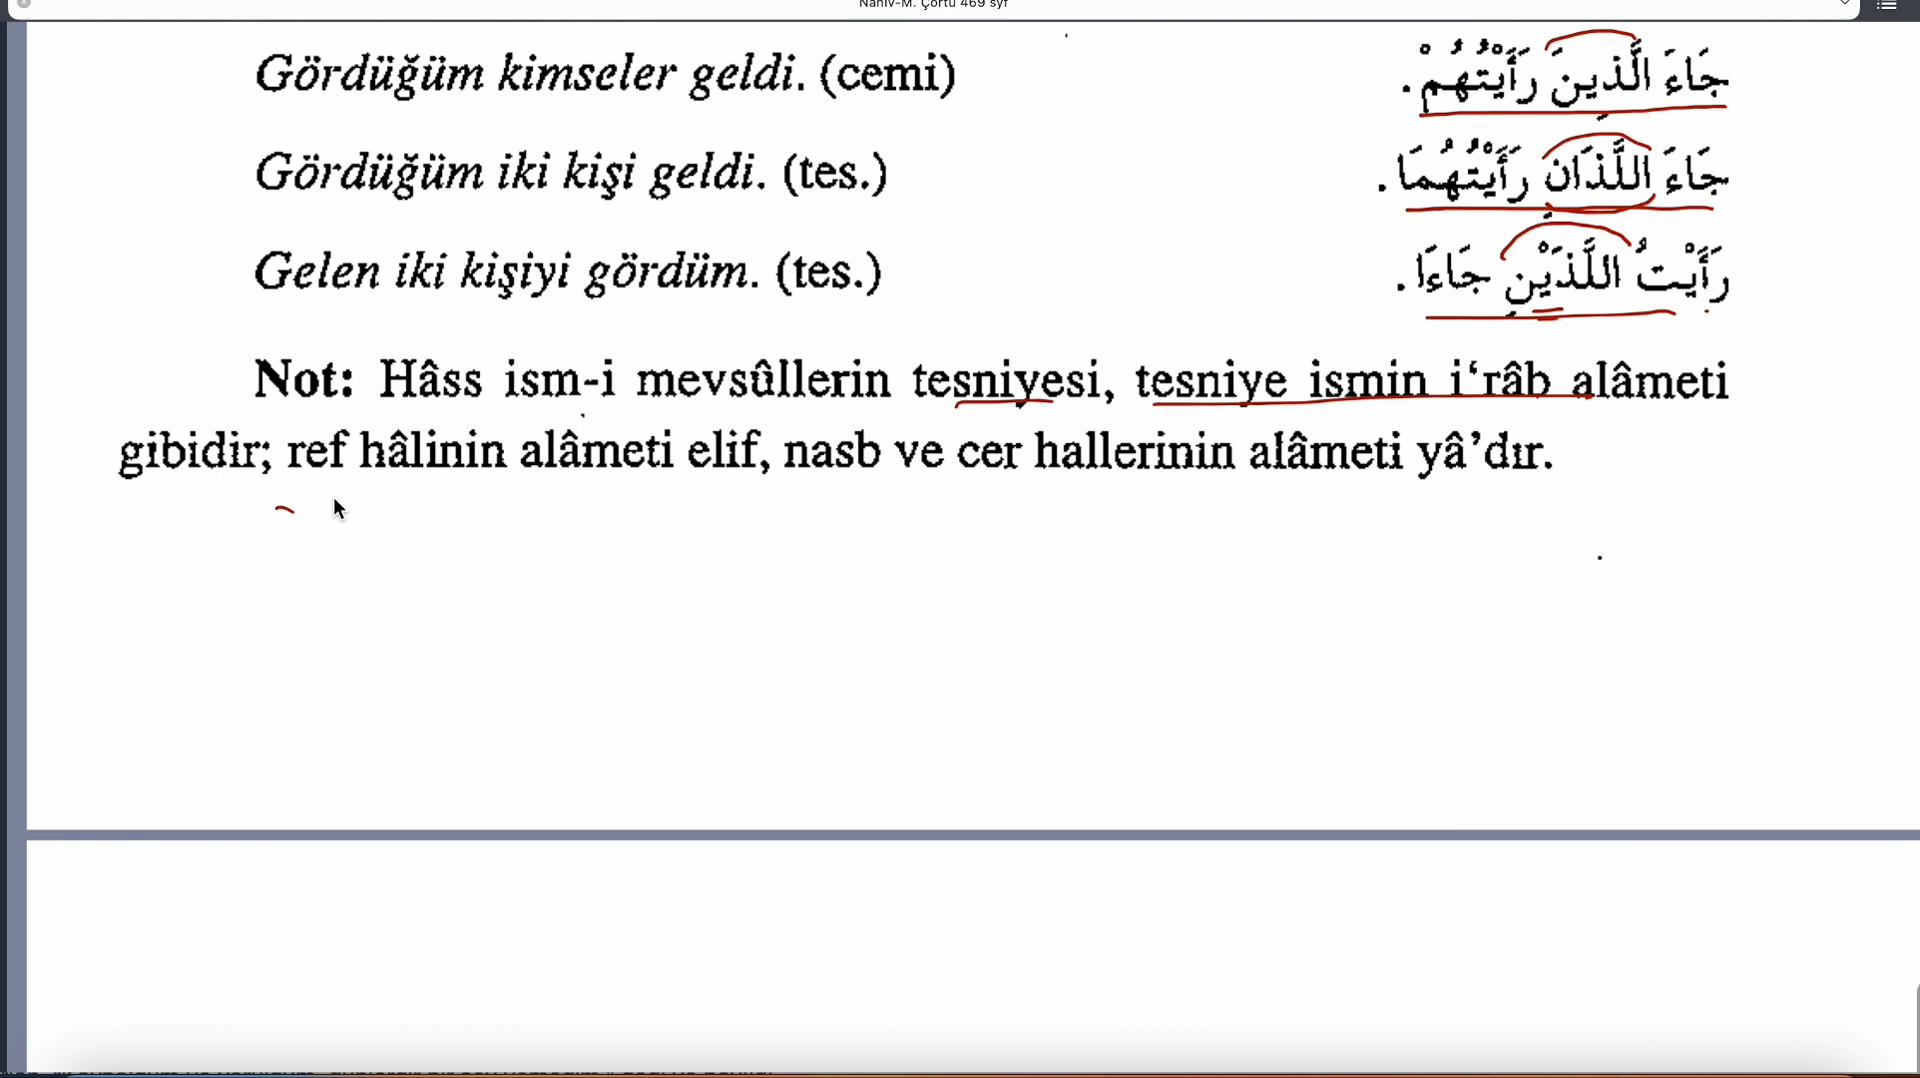 Nahiv-M. Çörtü 469 syf
Gördüğüm kimseler geldi. (cemi) جَاءَ الَّذِينَ رَأَيْتُهُمْ .
Gördüğüm iki kişi geldi. (tes.) جَاءَ اللَّذَانِ رَأَيْتُهُمَا .
Gelen iki kişiyi gördüm. (tes.) رَأَيْتُ اللَّذَيْنِ جَاءَا .
Not: Hâss ism-i mevsûllerin tesniyesi, tesniye ismin i‘râb alâmeti
gibidir; ref hâlinin alâmeti elif, nasb ve cer hallerinin alâmeti yâ’dır.